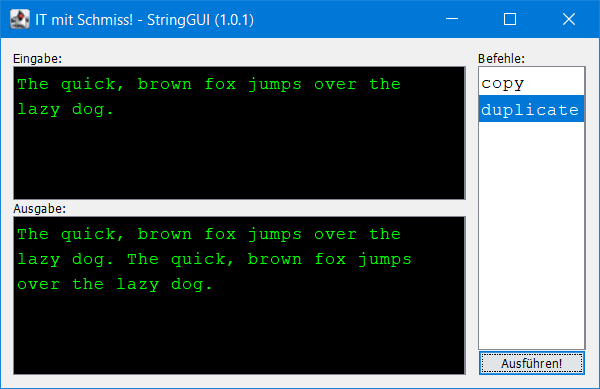 IT mit Schmiss! - StringGUI (1.0.1)
Eingabe:
The quick, brown fox jumps over the
lazy dog.
Ausgabe:
The quick, brown fox jumps over the
lazy dog. The quick, brown fox jumps
over the lazy dog.
Befehle:
copy
duplicate
Ausführen!